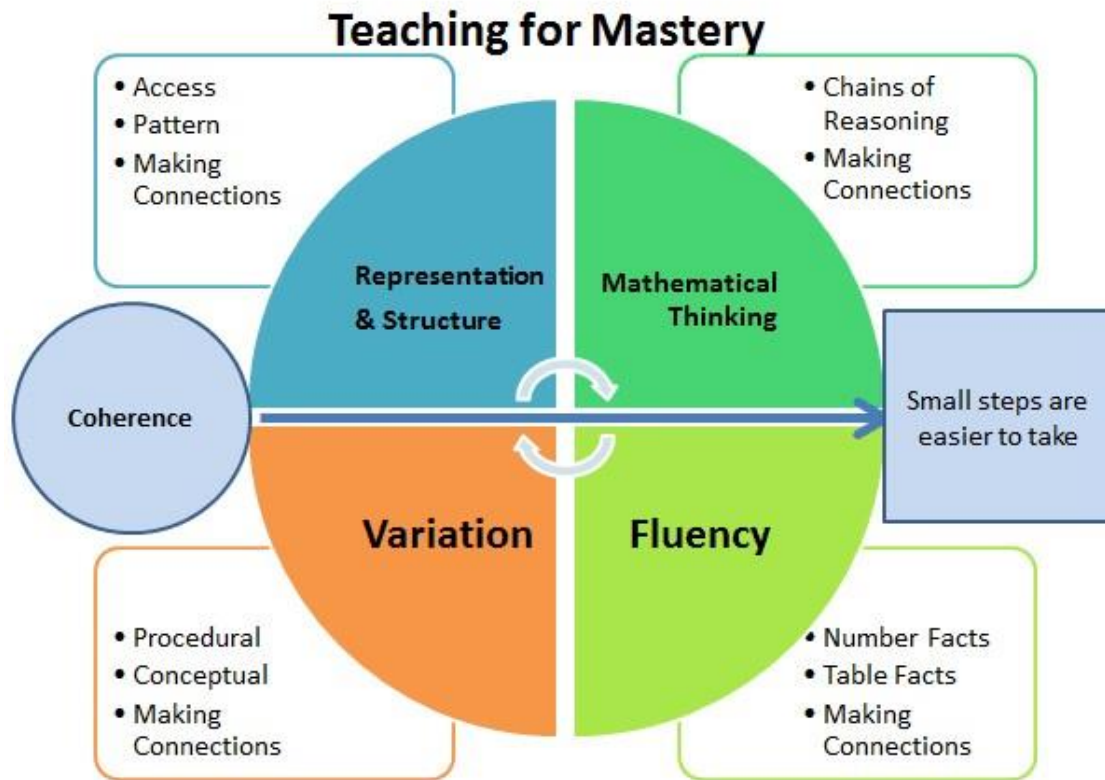 Teaching for Mastery
• Access
• Pattern
• Making
Connections
• Chains of
Reasoning
• Making
Connections
Representation
& Structure
Mathematical
Thinking
Coherence
Small steps are
easier to take
Variation
Fluency
• Procedural
• Conceptual
• Making
Connections
• Number Facts
• Table Facts
• Making
Connections